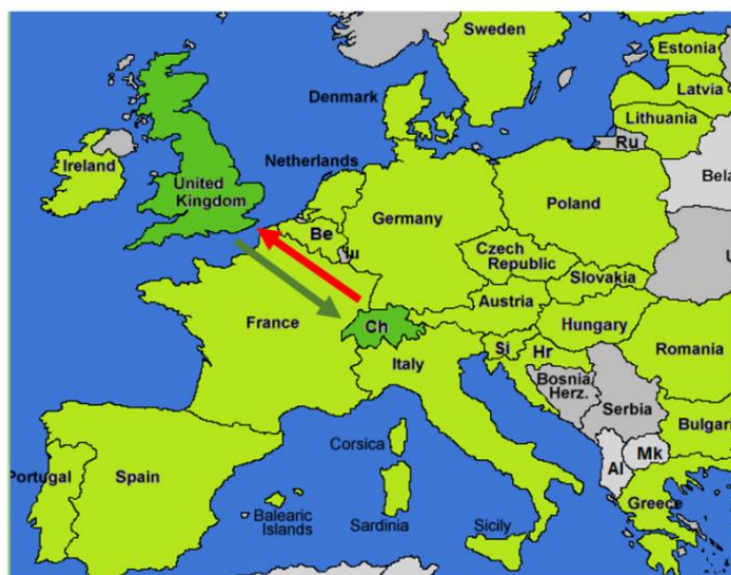 Sweden
Estonia
Latvia
Denmark
Lithuania
Ru
Ireland
Netherlands
United
Kingdom
Bela
Poland
Be
Germany
lu
Czech
Republic
U
Slovakia
Austria
France
Ch
Hungary
Italy
Si
Hr
Romania
Bosnia
Herz.
Serbia
Bulgari
Corsica
Mk
Al
Portugal
Spain
Greece
Balearic
Islands
Sardinia
Sicily